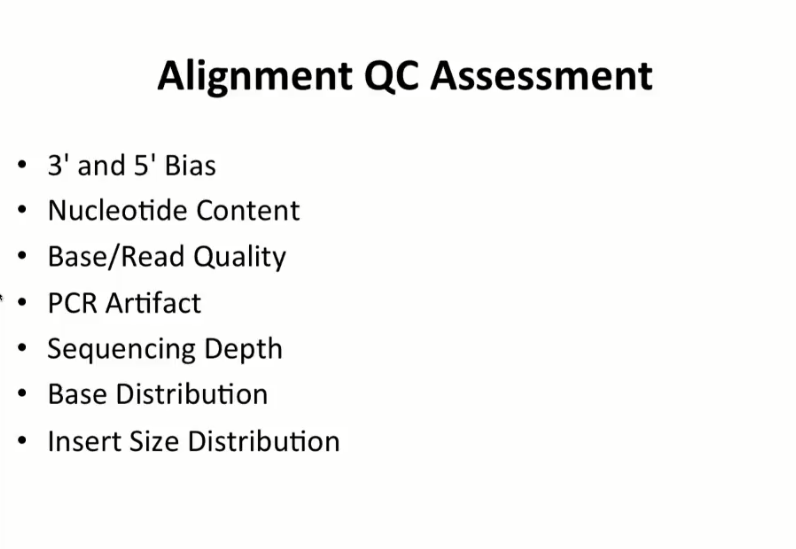 Alignment QC Assessment
• 3' and 5' Bias
• Nucleotide Content
• Base/Read Quality
• PCR Artifact
• Sequencing Depth
• Base Distribution
• Insert Size Distribution